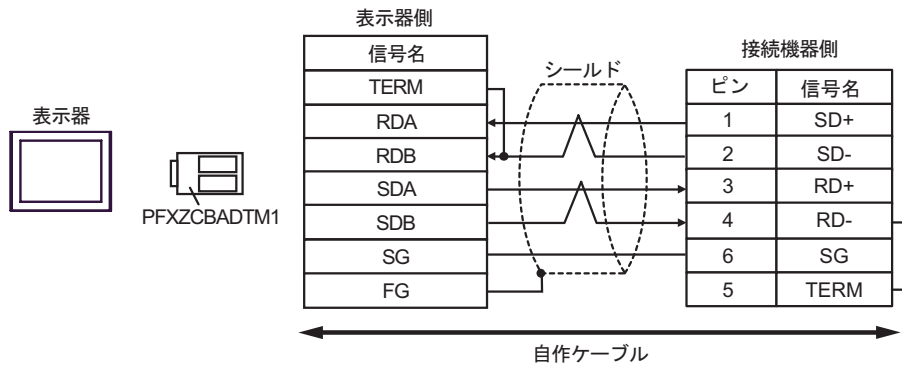 表示器側
信号名
TERM
RDA
RDB
SDA
SDB
SG
FG
シールド
接続機器側
ピン 信号名
1 SD+
2 SD-
3 RD+
4 RD-
6 SG
5 TERM
表示器
PFXZCBADTM1
自作ケーブル